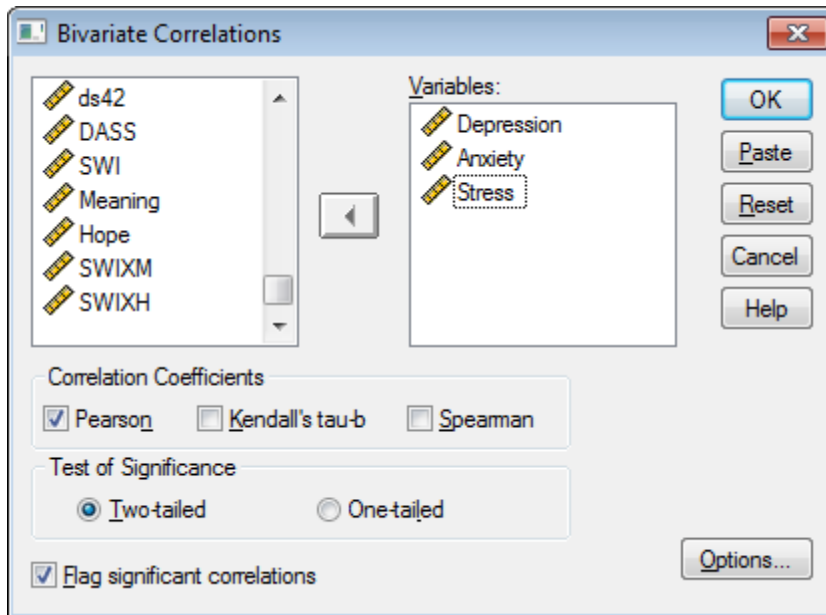 Bivariate Correlations
ds42
DASS
SWI
Meaning
Hope
SWIXM
SWIXH
Variables:
Depression
Anxiety
Stress
OK
Paste
Reset
Cancel
Help
Correlation Coefficients
Pearson Kendall's tau-b Spearman
Test of Significance
Two-tailed One-tailed
Flag significant correlations
Options...